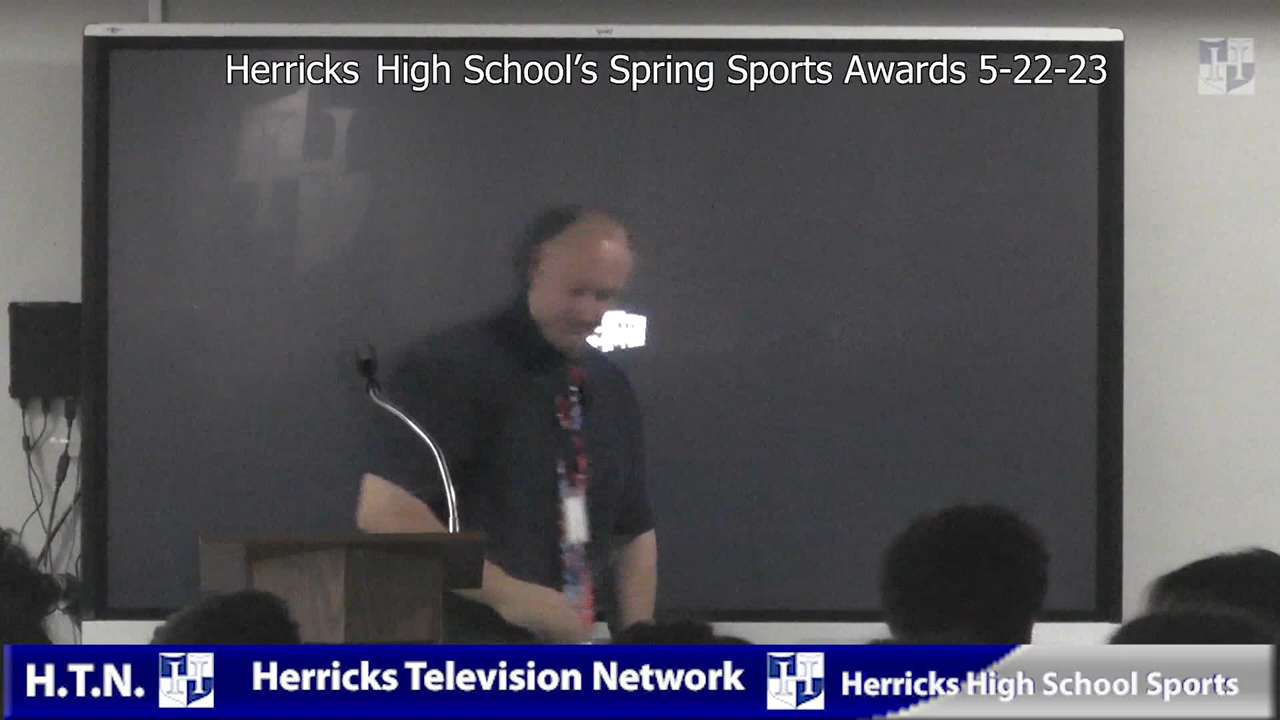 Herricks High School's Spring Sports Awards 5-22-23
H.T.N. Herricks Television Network Herricks High School Sports